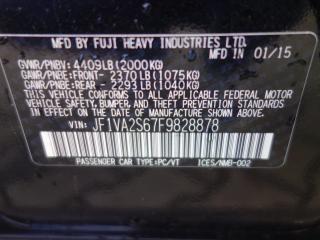 MFD BY FUJI HEAVY INDUSTRIES LTD.
GVWR/PNBV: 4409LB (2000KG) MFD IN 01/15
GAWR/PNBE: FRONT- 2370LB (1075KG)
GAWR/PNBE: REAR - 2293LB (1040KG)
THIS VEHICLE CONFORMS TO ALL APPLICABLE FEDERAL MOTOR
VEHICLE SAFETY, BUMPER, AND THEFT PREVENTION STANDARDS
IN EFFECT ON THE DATE OF MANUFACTURE SHOWN ABOVE.
VIN: JF1VA2S67F9828878
PASSENGER CAR TYPE: PC/VT ICES/NMB-002